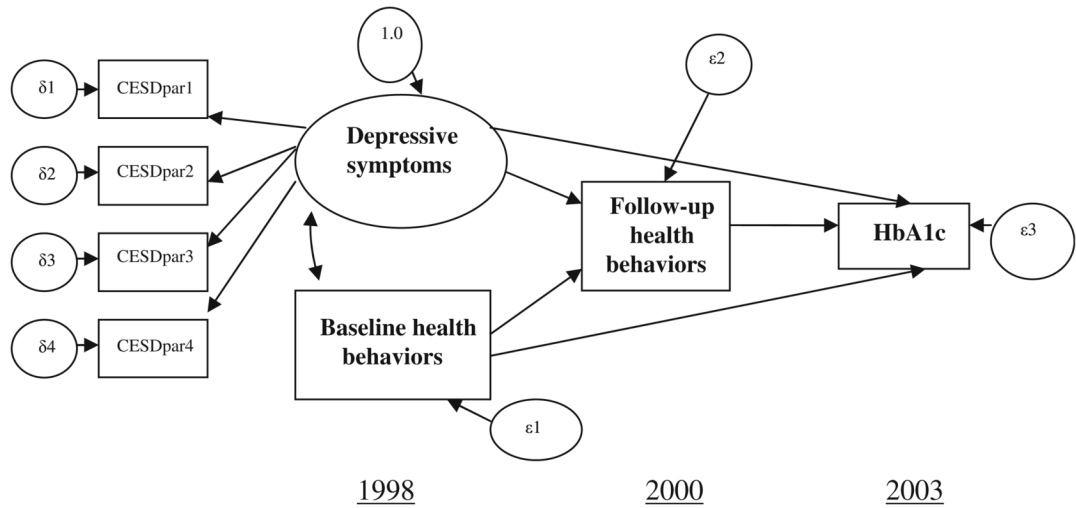 1.0
ε2
δ1
CESDpar1
Depressive
symptoms
δ2
CESDpar2
Follow-up
health
behaviors
HbA1c
ε3
δ3
CESDpar3
Baseline health
behaviors
δ4
CESDpar4
ε1
1998
2000
2003